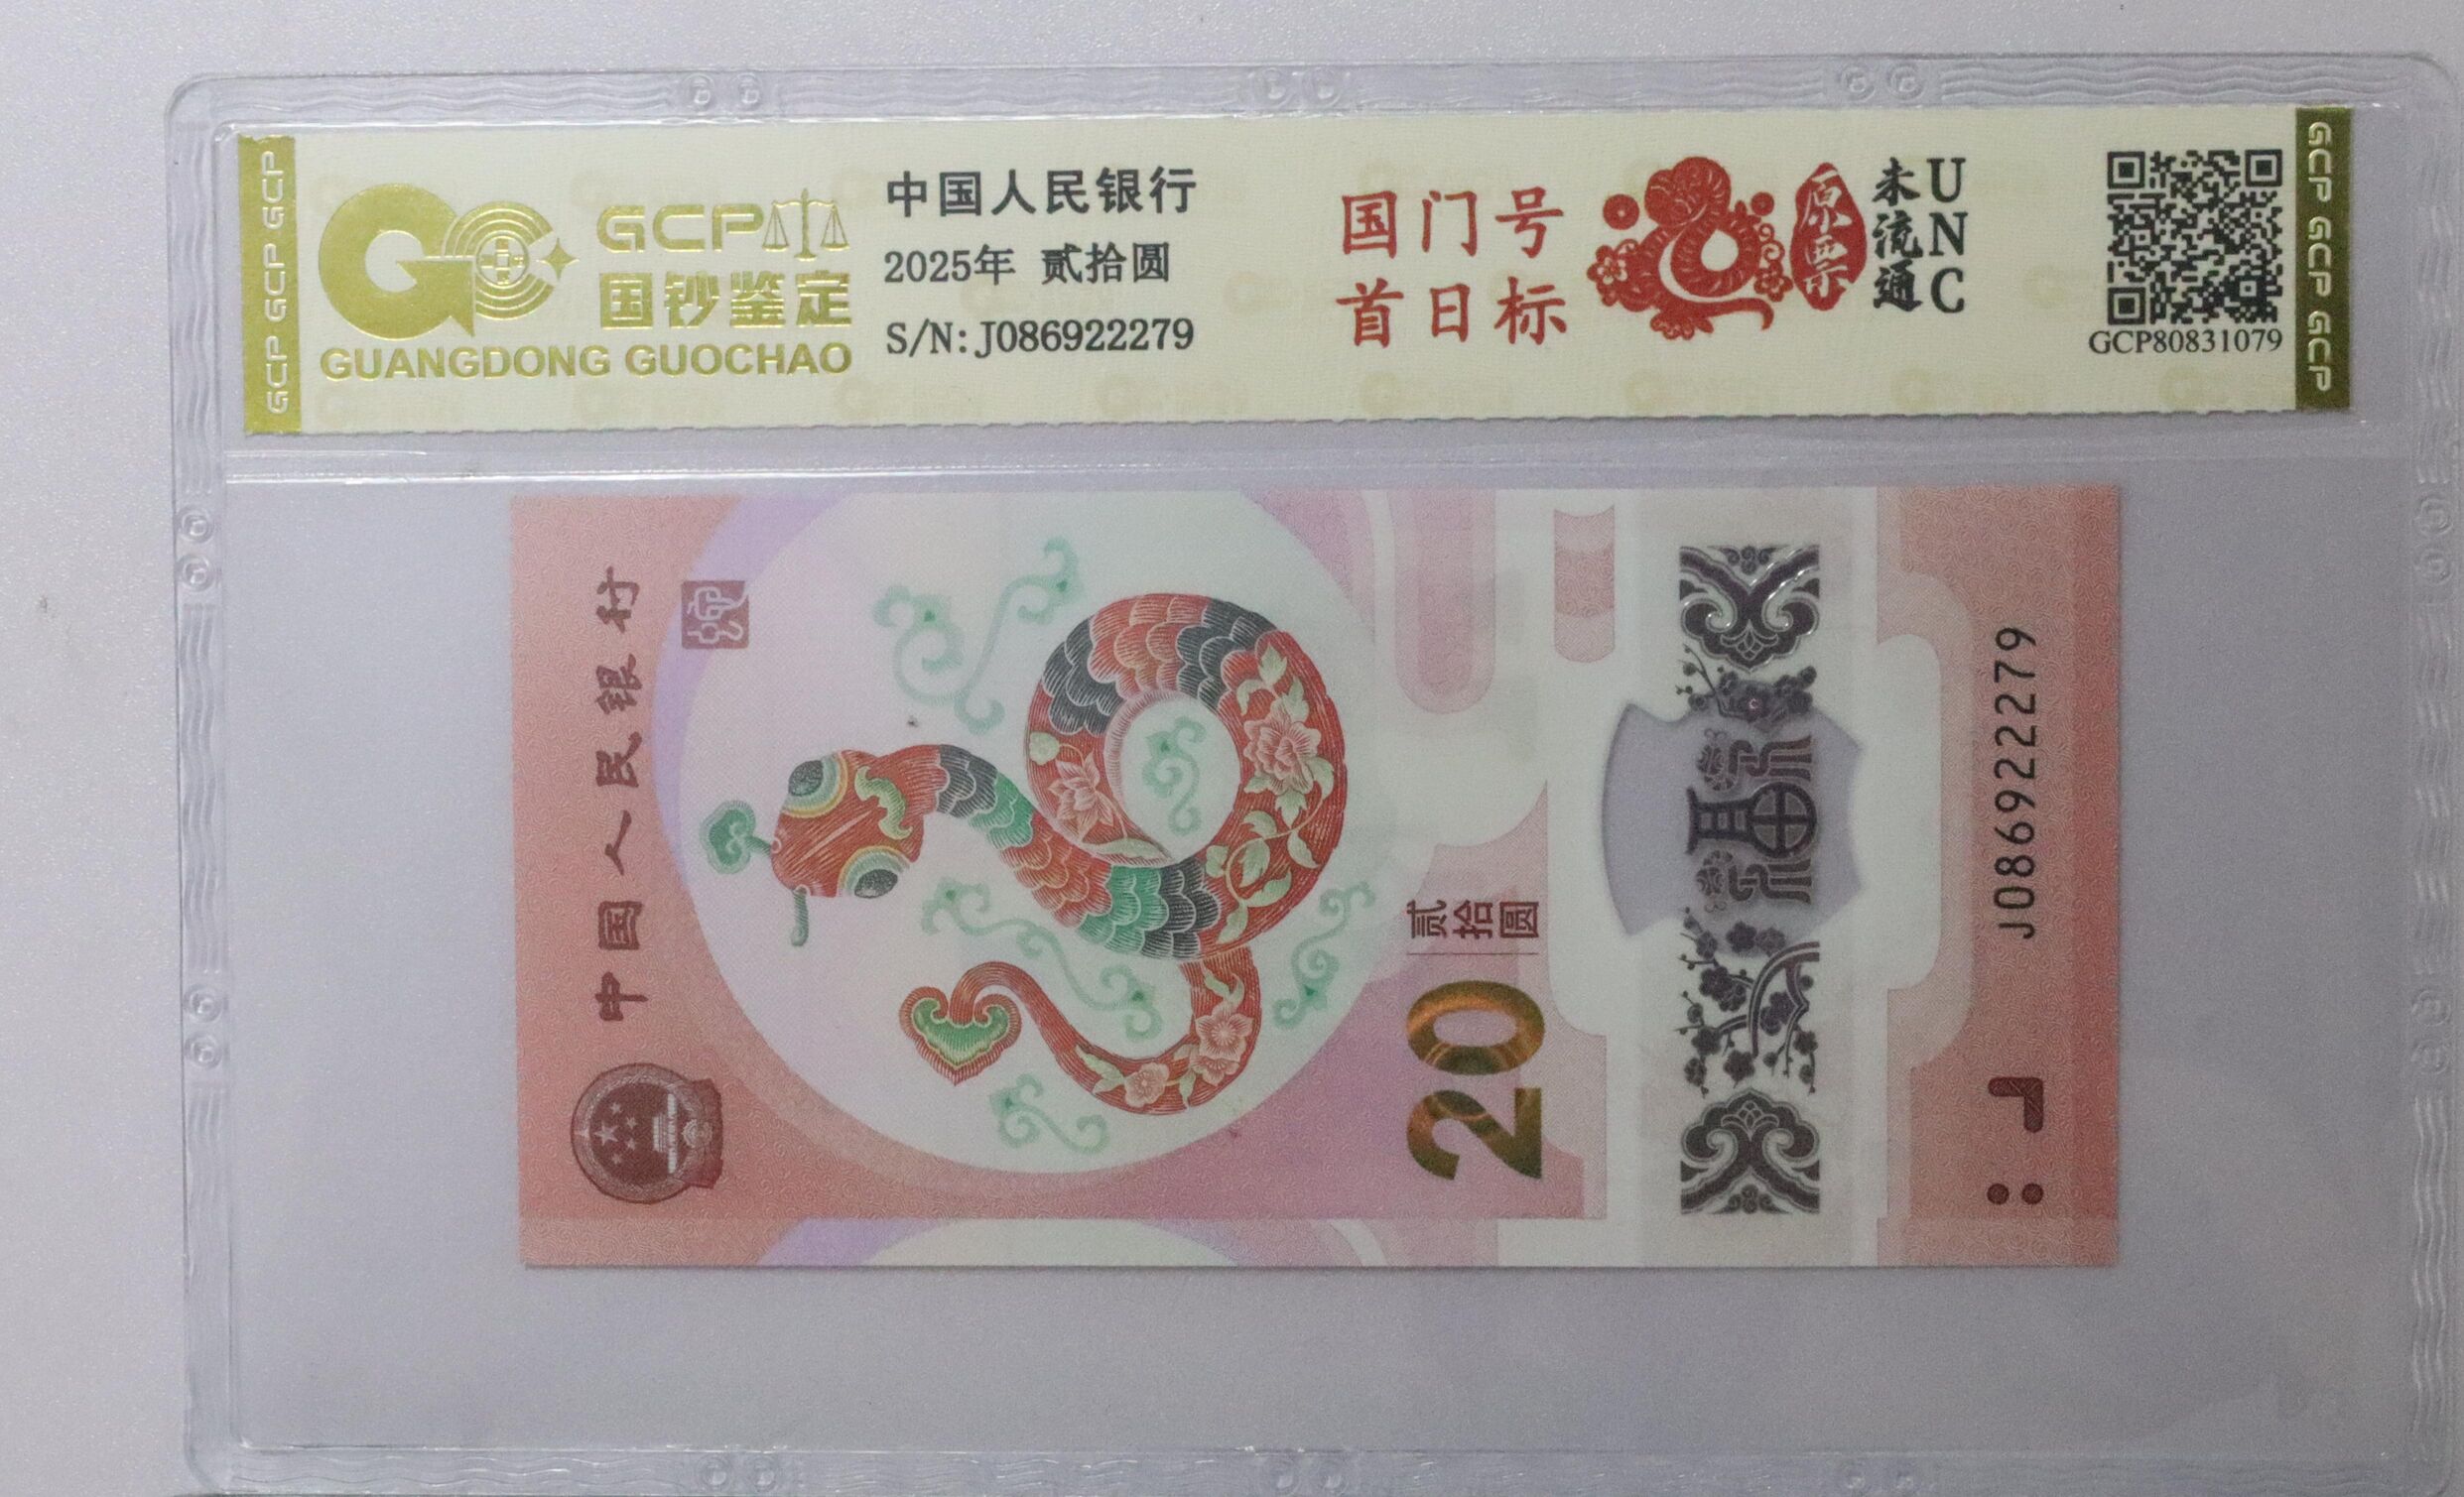 GCP GCP GCP
GCP
国钞鉴定
GUANGDONG GUOCHAO
中国人民银行
2025年 贰拾圆
S/N:J086922279
国门号
首日标
原票
未流通
UNC
GCP80831079
GCP GCP GCP
中国人民银行
20
贰拾圆
福
J086922279